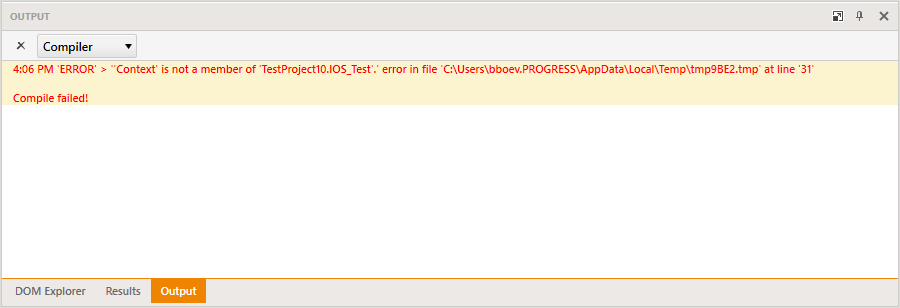 OUTPUT
Compiler
4:06 PM 'ERROR' > ''Context' is not a member of 'TestProject10.IOS_Test'.' error in file 'C:\Users\bboev.PROGRESS\AppData\Local\Temp\tmp9BE2.tmp' at line '31'
Compile failed!
DOM Explorer Results Output